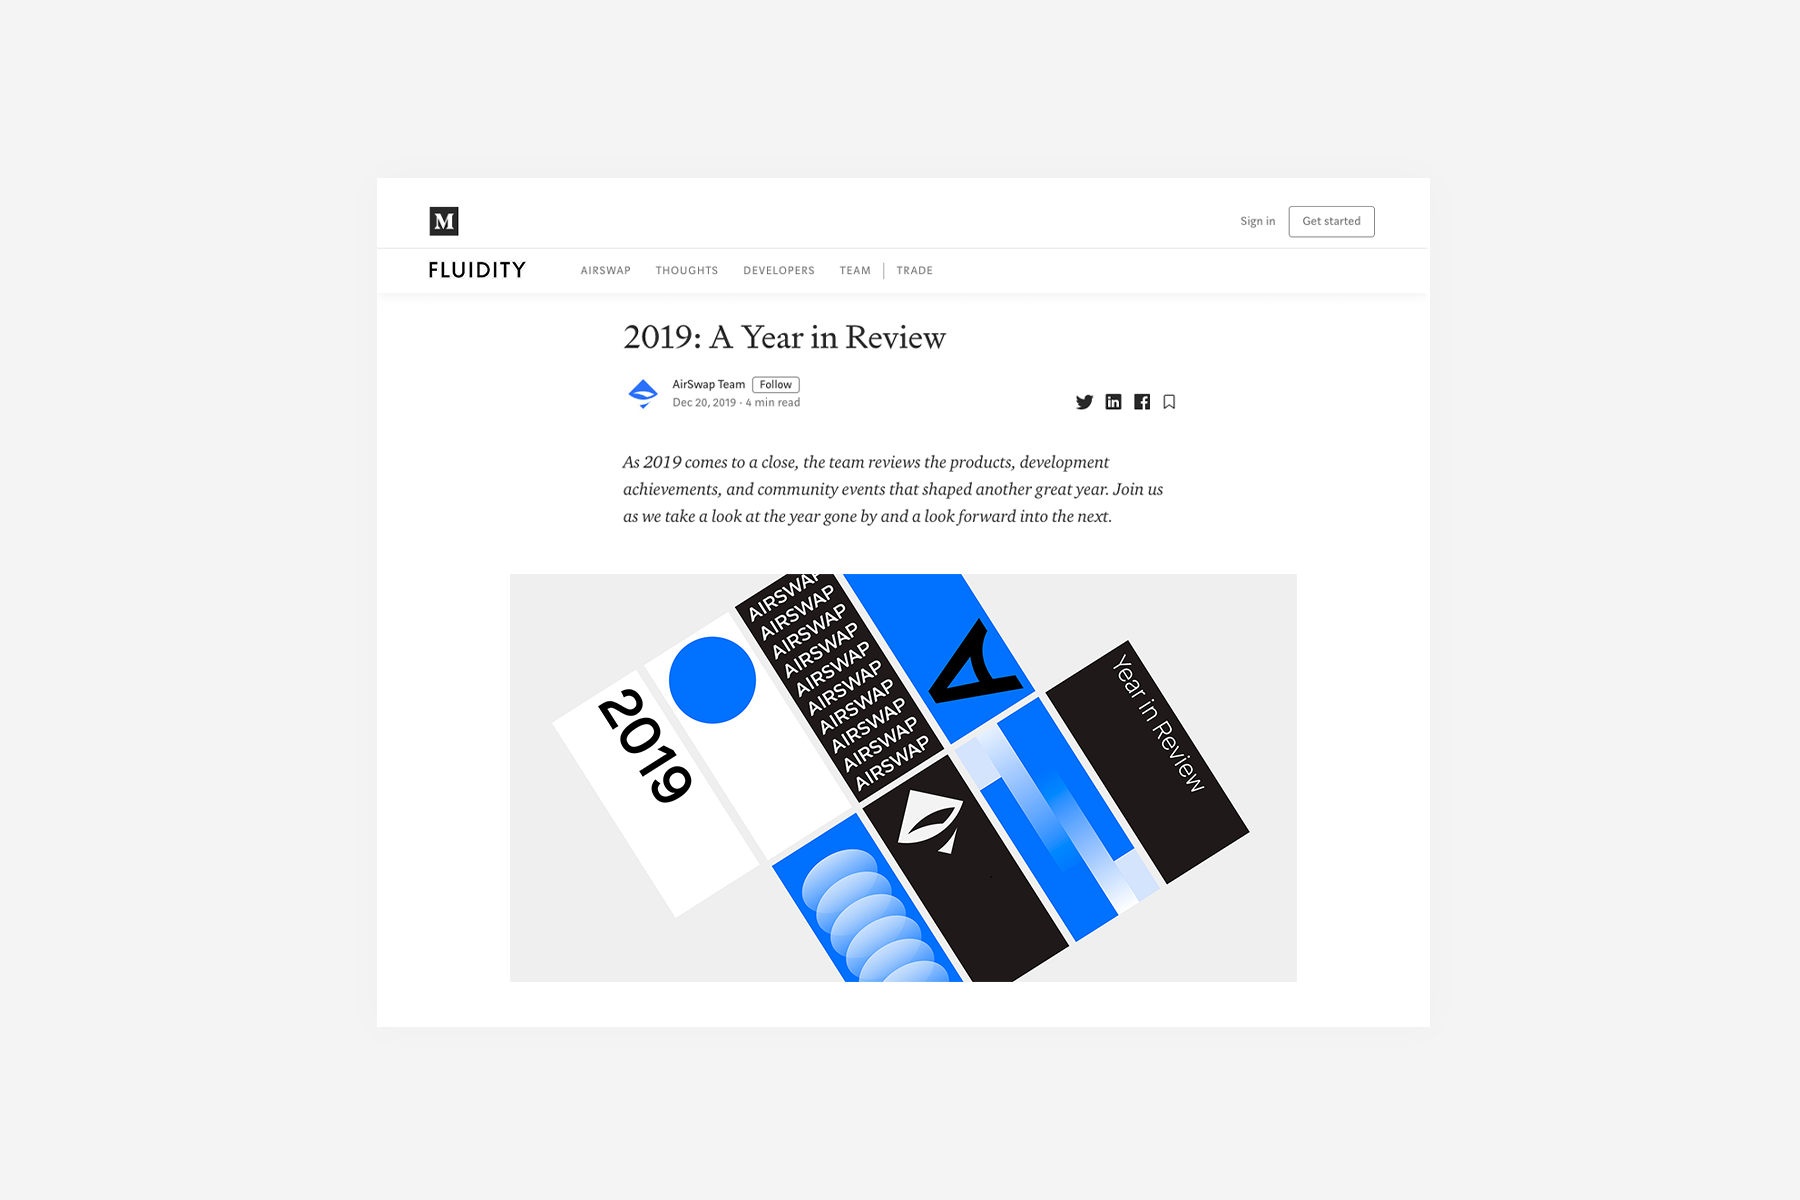 M
Sign in
Get started
FLUIDITY
AIRSWAP
THOUGHTS
DEVELOPERS
TEAM
TRADE
2019: A Year in Review
AirSwap Team
Follow
Dec 20, 2019 · 4 min read
As 2019 comes to a close, the team reviews the products, development
achievements, and community events that shaped another great year. Join us
as we take a look at the year gone by and a look forward into the next.
2019
AIRSWAP
AIRSWAP
AIRSWAP
AIRSWAP
AIRSWAP
AIRSWAP
AIRSWAP
AIRSWAP
AIRSWAP
AIRSWAP
A
Year in Review